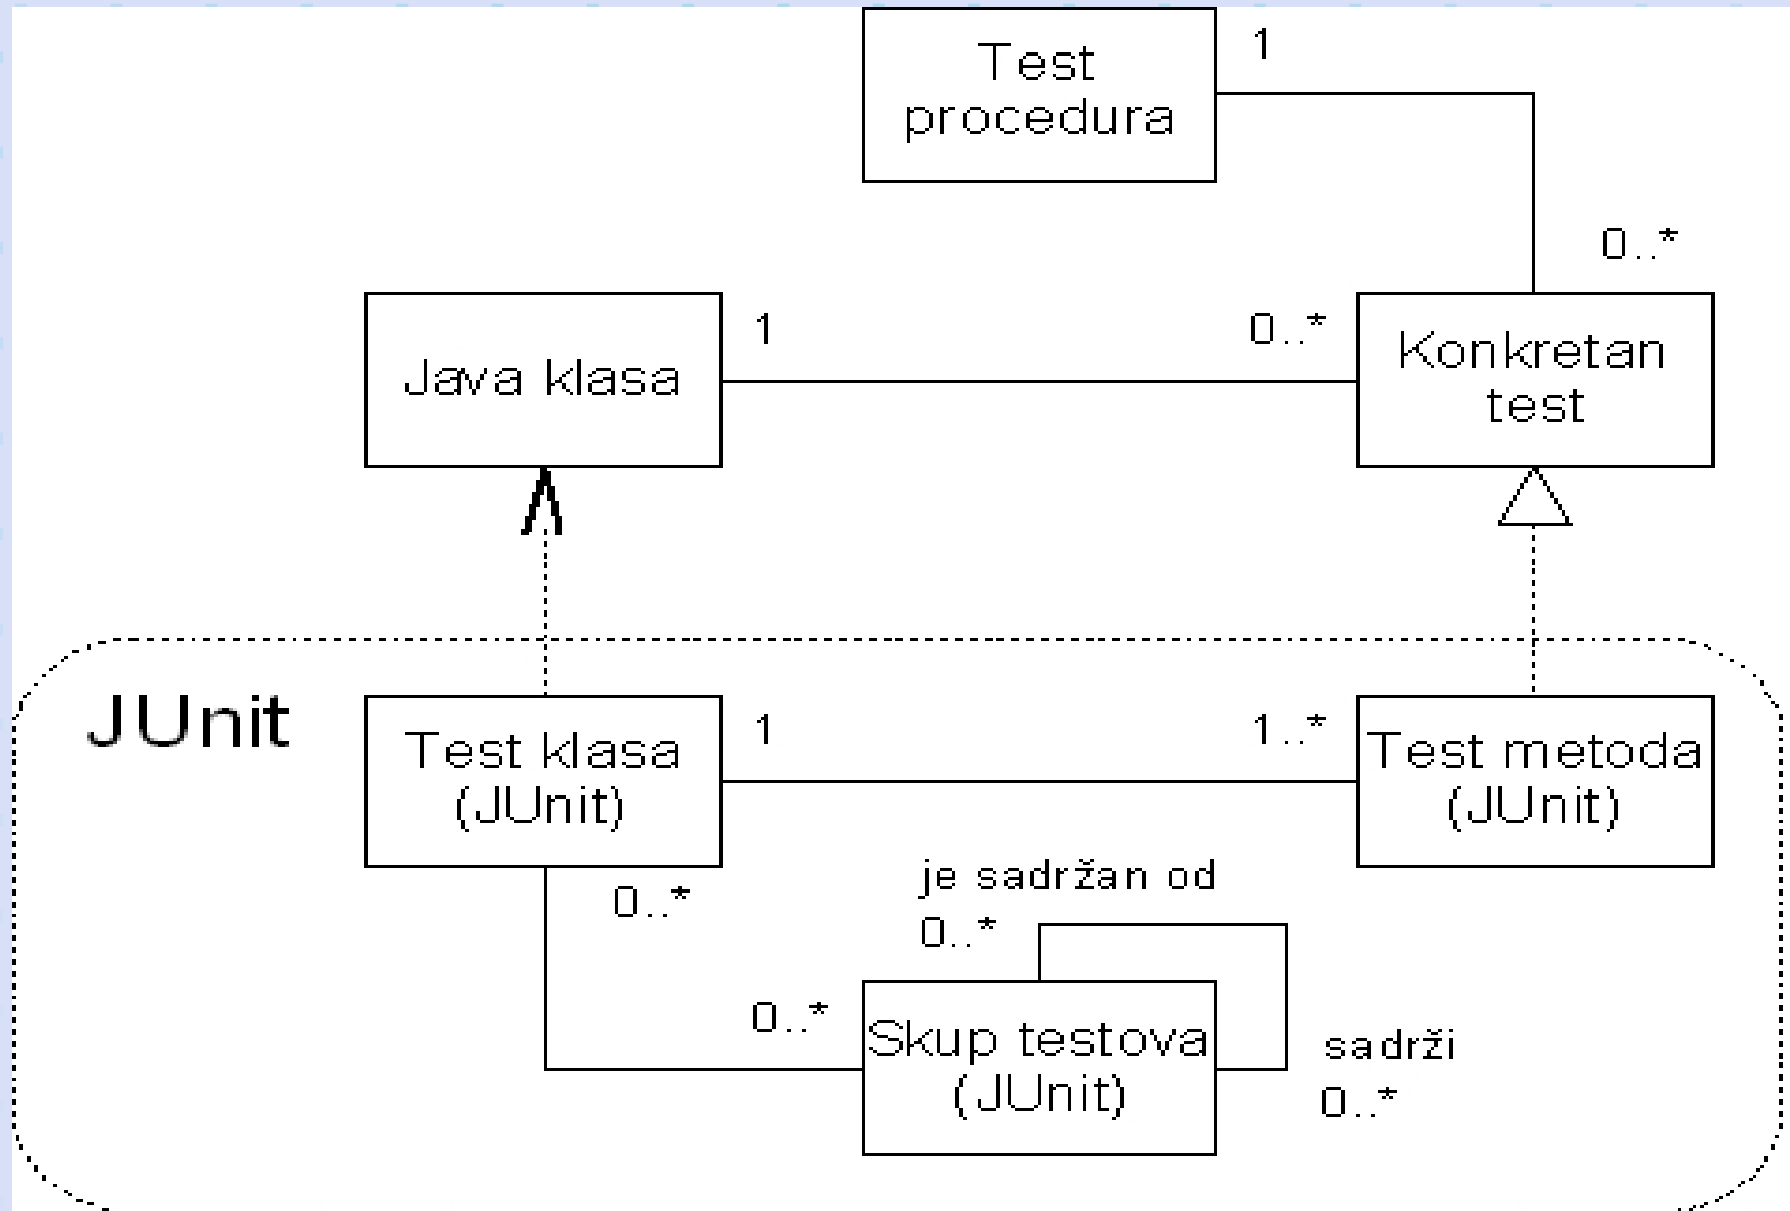 Test
procedura
1
0..*
Java klasa
1
0..*
Konkretan
test
JUnit
Test klasa
(JUnit)
1
1..*
Test metoda
(JUnit)
0..*
je sadržan od
0..*
0..*
Skup testova
(JUnit)
sadrži
0..*